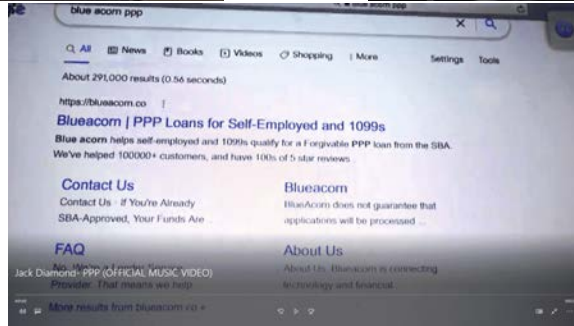 blue acorn ppp
All News Books Videos Shopping More Settings Tools
About 291,000 results (0.56 seconds)
https://blueacorn.co
Blueacorn | PPP Loans for Self-Employed and 1099s
Blue acorn helps self-employed and 1099s qualify for a Forgivable PPP loan from the SBA.
We've helped 100000+ customers, and have 100s of 5 star reviews
Contact Us
Contact Us - If You're Already
SBA-Approved, Your Funds Are
Blueacorn
BlueAcorn does not guarantee that
applications will be processed ...
FAQ
No. We're a Lender Service
Provider. That means we help
About Us
About Us. Blueacorn is connecting
technology and financial
Jack Diamond- PPP (OFFICIAL MUSIC VIDEO)
More results from blueacorn.co »